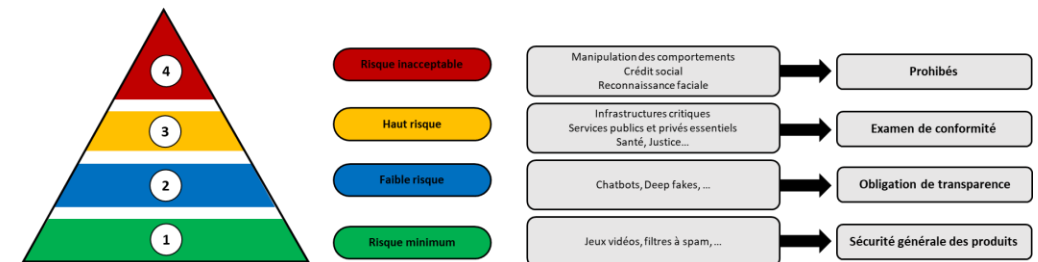 4
Risque inacceptable
Manipulation des comportements
Crédit social
Reconnaissance faciale
Prohibés
3
Haut risque
Infrastructures critiques
Services publics et privés essentiels
Santé, Justice...
Examen de conformité
2
Faible risque
Chatbots, Deep fakes, ...
Obligation de transparence
1
Risque minimum
Jeux vidéos, filtres à spam, ...
Sécurité générale des produits